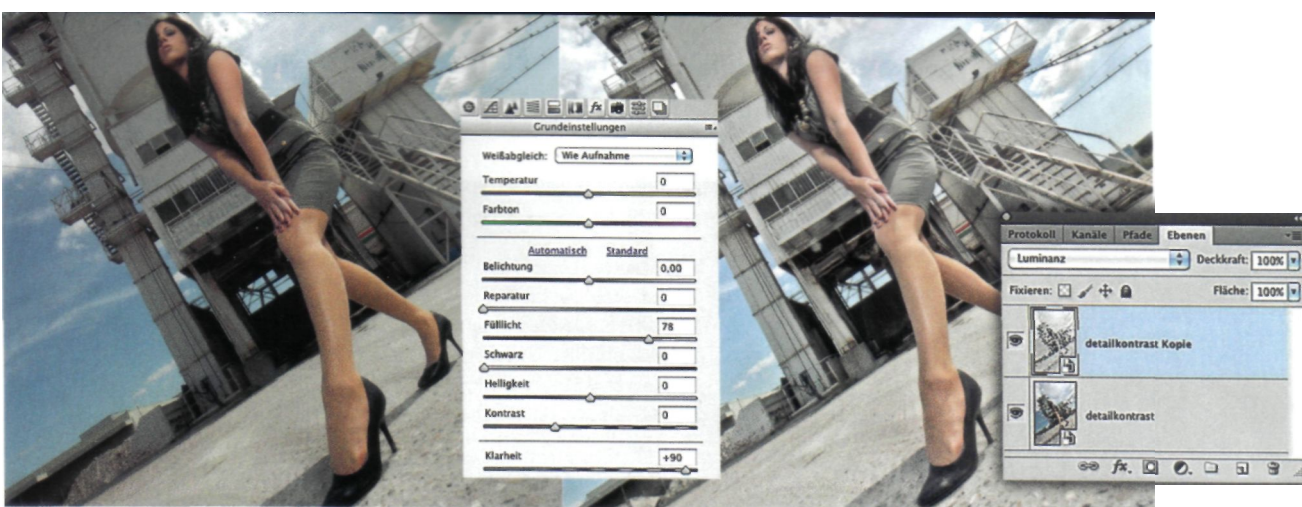 Grundeinstellungen
Weißabgleich: Wie Aufnahme
Temperatur 0
Farbton 0
Automatisch Standard
Belichtung 0,00
Reparatur 0
Fülllicht 78
Schwarz 0
Helligkeit 0
Kontrast 0
Klarheit +90
Protokoll Kanäle Pfade Ebenen
Luminanz Deckkraft: 100%
Fixieren: Fläche: 100%
detailkontrast Kopie
detailkontrast
fx.